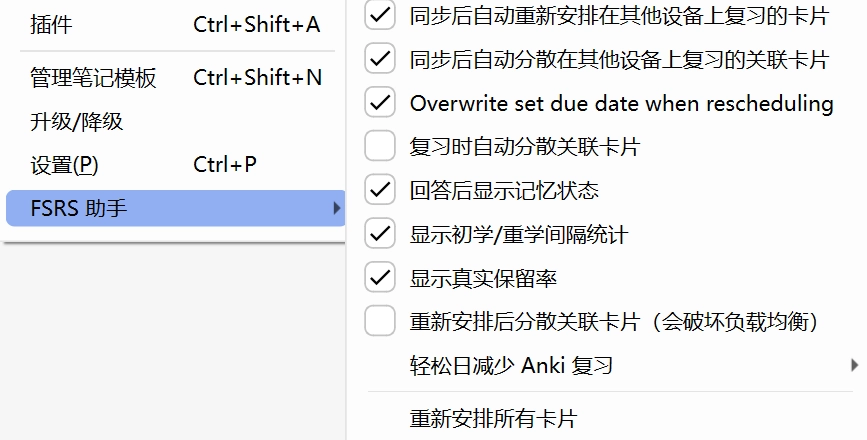 插件 Ctrl+Shift+A
管理笔记模板 Ctrl+Shift+N
升级/降级
设置(P) Ctrl+P
FSRS 助手
同步后自动重新安排在其他设备上复习的卡片
同步后自动分散在其他设备上复习的关联卡片
Overwrite set due date when rescheduling
复习时自动分散关联卡片
回答后显示记忆状态
显示初学/重学间隔统计
显示真实保留率
重新安排后分散关联卡片（会破坏负载均衡）
轻松日减少 Anki 复习
重新安排所有卡片